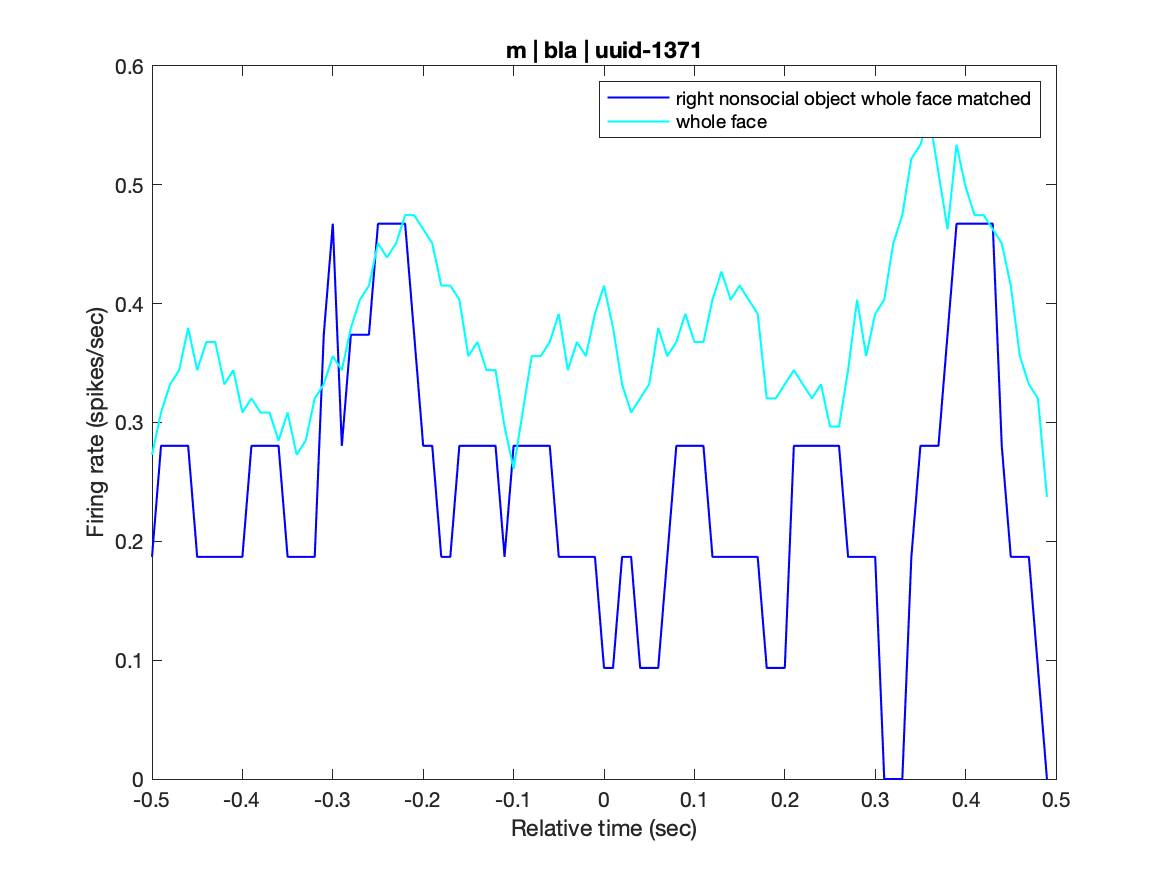 m | bla | uuid-1371
right nonsocial object whole face matched
whole face
0.6
0.5
0.4
0.3
0.2
0.1
0
Firing rate (spikes/sec)
-0.5 -0.4 -0.3 -0.2 -0.1 0 0.1 0.2 0.3 0.4 0.5
Relative time (sec)